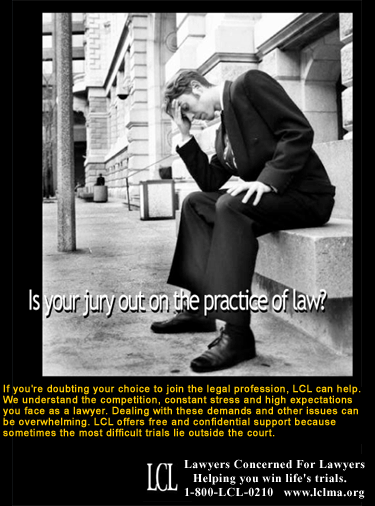 Is your jury out on the practice of law?
If you're doubting your choice to join the legal profession, LCL can help.
We understand the competition, constant stress and high expectations
you face as a lawyer. Dealing with these demands and other issues can
be overwhelming. LCL offers free and confidential support because
sometimes the most difficult trials lie outside the court.
LCL
Lawyers Concerned For Lawyers
Helping you win life's trials.
1-800-LCL-0210 www.lclma.org